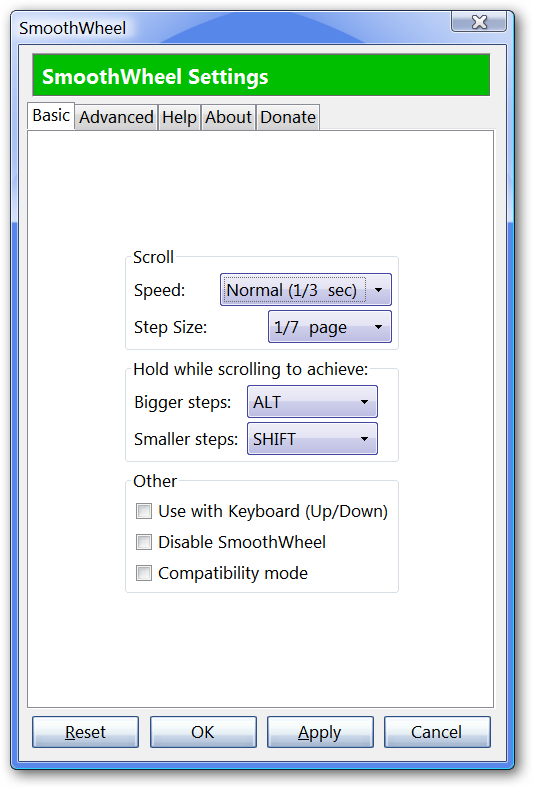 SmoothWheel
SmoothWheel Settings
Basic Advanced Help About Donate
Scroll
Speed: Normal (1/3 sec)
Step Size: 1/7 page
Hold while scrolling to achieve:
Bigger steps: ALT
Smaller steps: SHIFT
Other
Use with Keyboard (Up/Down)
Disable SmoothWheel
Compatibility mode
Reset OK Apply Cancel